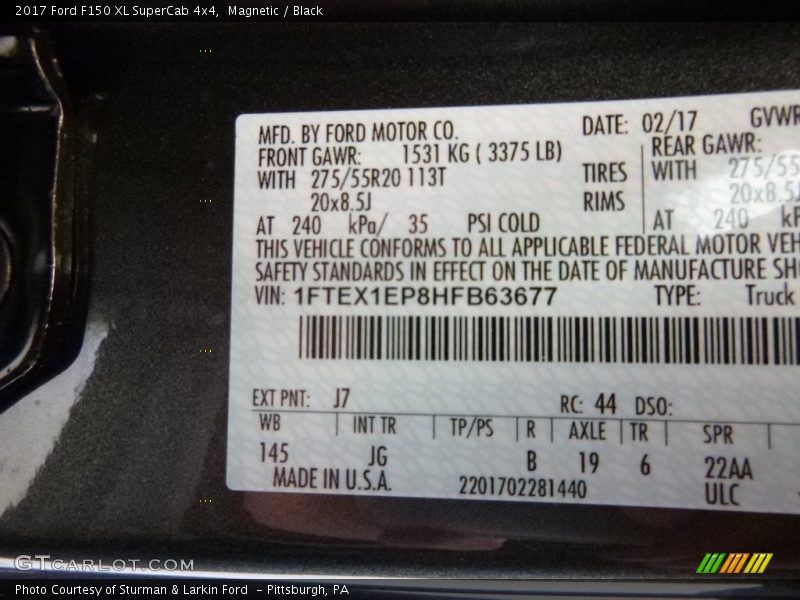 2017 Ford F150 XL SuperCab 4x4,  Magnetic / Black
MFD. BY FORD MOTOR CO.
DATE: 02/17
GVWR
FRONT GAWR: 1531 KG ( 3375 LB)
REAR GAWR:
WITH 275/55R20 113T
TIRES
WITH 275/55
20x8.5J
RIMS
20x8.5J
AT 240 kPa/ 35 PSI COLD
AT 240 kP
THIS VEHICLE CONFORMS TO ALL APPLICABLE FEDERAL MOTOR VEH
SAFETY STANDARDS IN EFFECT ON THE DATE OF MANUFACTURE SH
VIN: 1FTEX1EP8HFB63677
TYPE: Truck
EXT PNT: J7
RC: 44 DSO:
WB INT TR TP/PS R AXLE TR SPR
145 JG B 19 6 22AA
MADE IN U.S.A.
2201702281440
ULC
GTCARLOT.COM
Photo Courtesy of Sturman & Larkin Ford  - Pittsburgh, PA